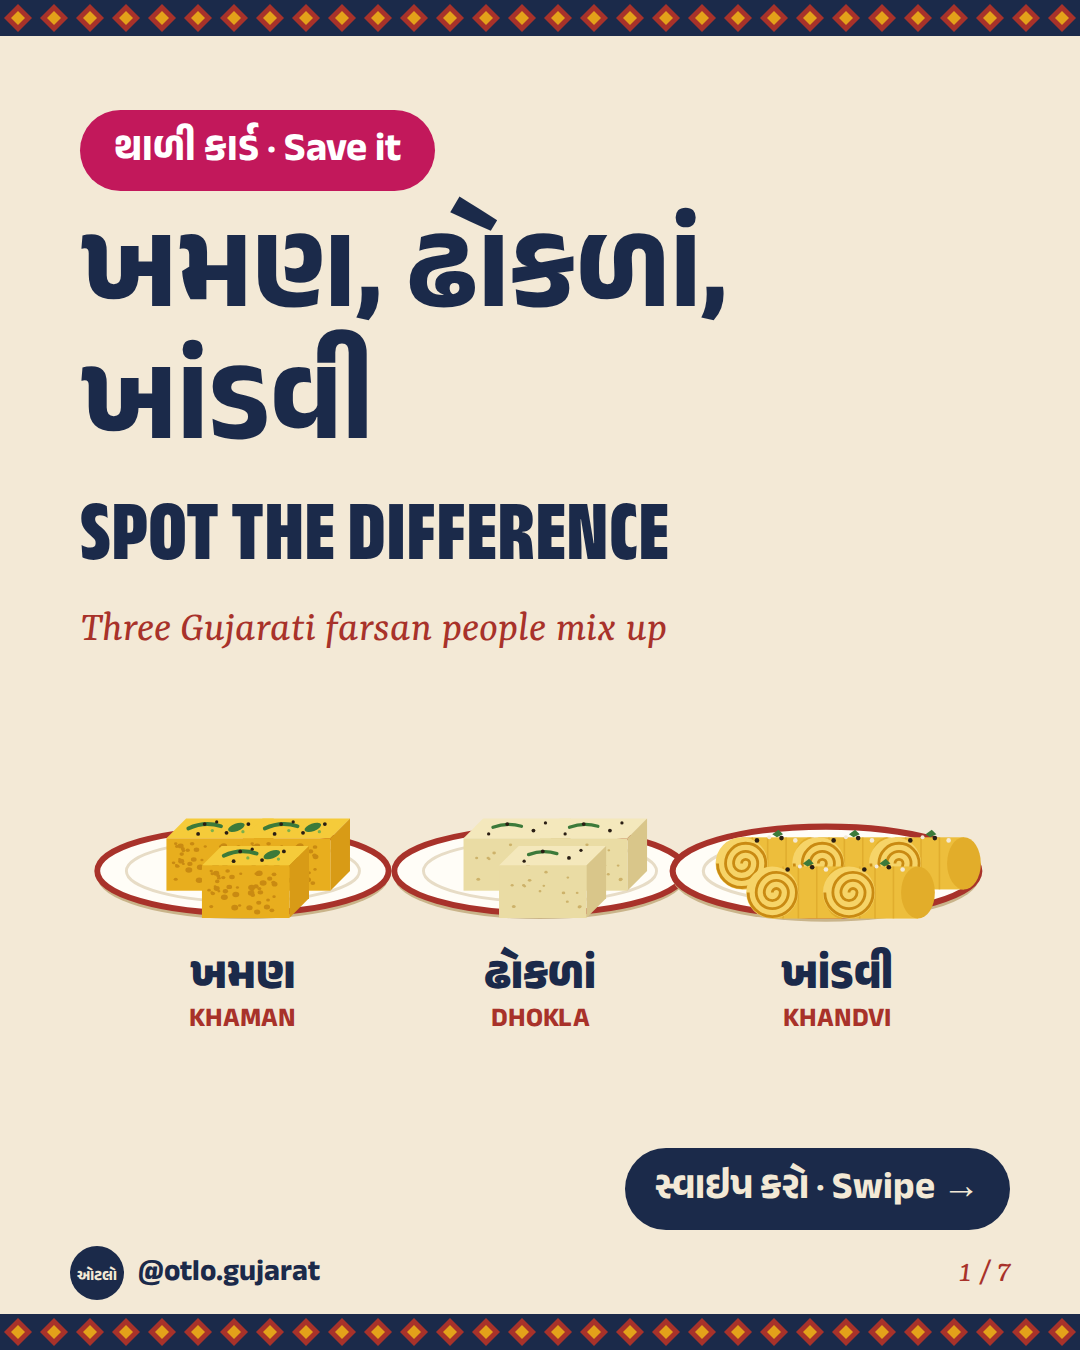 થાળી કાર્ડ · Save it
ખમણ, ઢોકળાં,
ખાંડવી
SPOT THE DIFFERENCE
Three Gujarati farsan people mix up
ખમણ
KHAMAN
ઢોકળાં
DHOKLA
ખાંડવી
KHANDVI
સ્વાઇપ કરો · Swipe →
ઓટલો
@otlo.gujarat
1 / 7